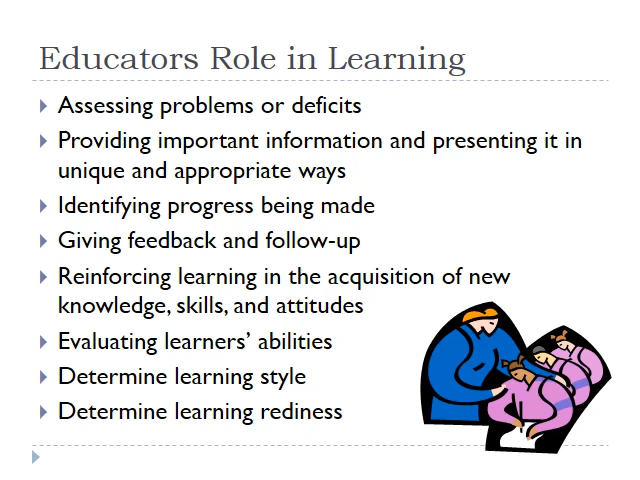 Educators Role in Learning
Assessing problems or deficits
Providing important information and presenting it in
unique and appropriate ways
Identifying progress being made
Giving feedback and follow-up
Reinforcing learning in the acquisition of new
knowledge, skills, and attitudes
Evaluating learners’ abilities
Determine learning style
Determine learning rediness